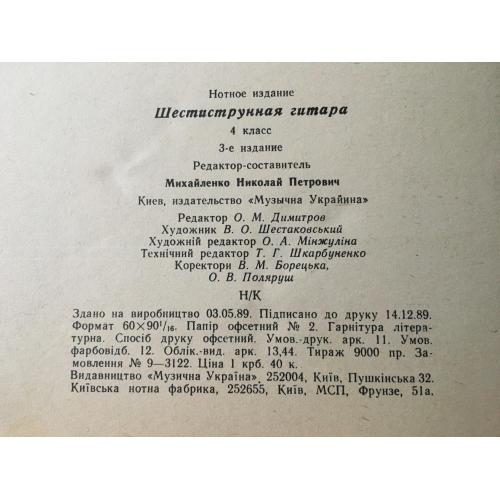 Нотное издание
Шестиструнная гитара
4 класс
3-е издание
Редактор-составитель
Михайленко Николай Петрович
Киев, издательство «Музычна Украйина»
Редактор О. М. Димитров
Художник В. О. Шестаковський
Художній редактор О. А. Мінжуліна
Технічний редактор Т. Г. Шкарбуненко
Коректори В. М. Борецька,
О. В. Поляруш
Н/К
Здано на виробництво 03.05.89. Підписано до друку 14.12.89.
Формат 60×90¹/₁₆. Папір офсетний № 2. Гарнітура літера-
турна. Спосіб друку офсетний. Умов.-друк. арк. 11. Умов.
фарбовідб. 12. Облік.-вид. арк. 13,44. Тираж 9000 пр. За-
мовлення № 9—3122. Ціна 1 крб. 40 к.
Видавництво «Музична Україна». 252004, Київ, Пушкінська 32.
Київська нотна фабрика, 252655, Київ, МСП, Фрунзе, 51а.